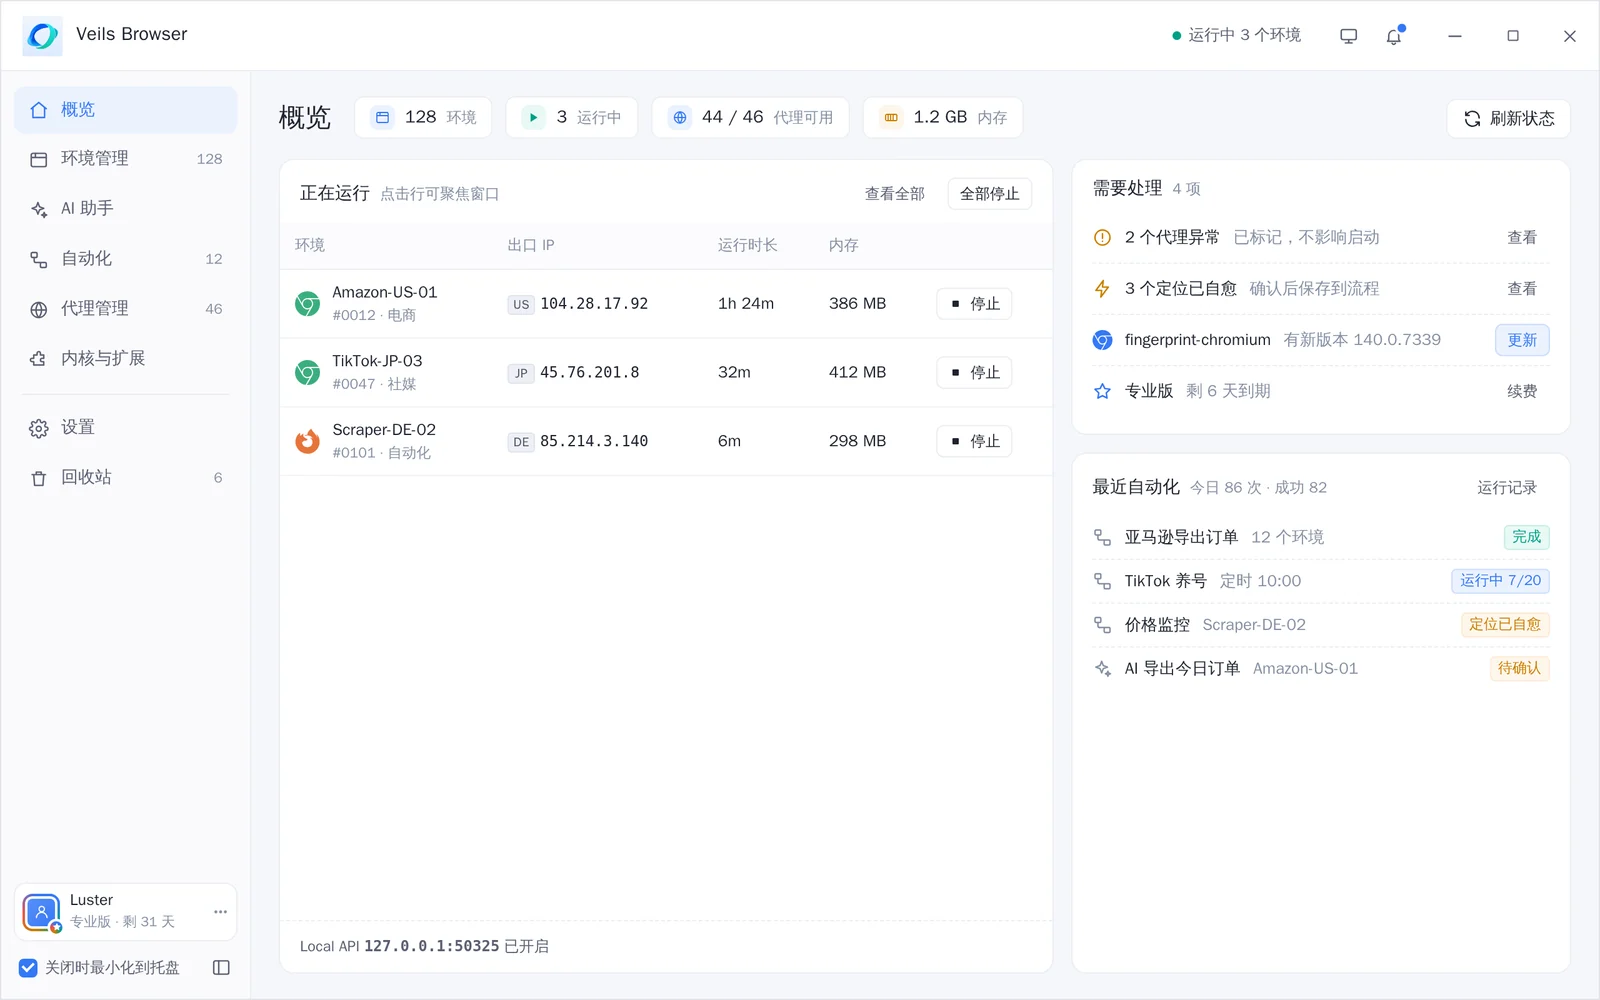 Veils Browser
运行中 3 个环境
概览
环境管理 128
AI 助手
自动化 12
代理管理 46
内核与扩展
设置
回收站 6
Luster
专业版 · 剩 31 天
关闭时最小化到托盘
概览
128 环境
3 运行中
44 / 46 代理可用
1.2 GB 内存
刷新状态
正在运行 点击行可聚焦窗口
查看全部
全部停止
环境 出口 IP 运行时长 内存
Amazon-US-01
#0012 · 电商
US 104.28.17.92 1h 24m 386 MB 停止
TikTok-JP-03
#0047 · 社媒
JP 45.76.201.8 32m 412 MB 停止
Scraper-DE-02
#0101 · 自动化
DE 85.214.3.140 6m 298 MB 停止
Local API 127.0.0.1:50325 已开启
需要处理 4 项
2 个代理异常 已标记，不影响启动 查看
3 个定位已自愈 确认后保存到流程 查看
fingerprint-chromium 有新版本 140.0.7339 更新
专业版 剩 6 天到期 续费
最近自动化 今日 86 次 · 成功 82 运行记录
亚马逊导出订单 12 个环境 完成
TikTok 养号 定时 10:00 运行中 7/20
价格监控 Scraper-DE-02 定位已自愈
AI 导出今日订单 Amazon-US-01 待确认